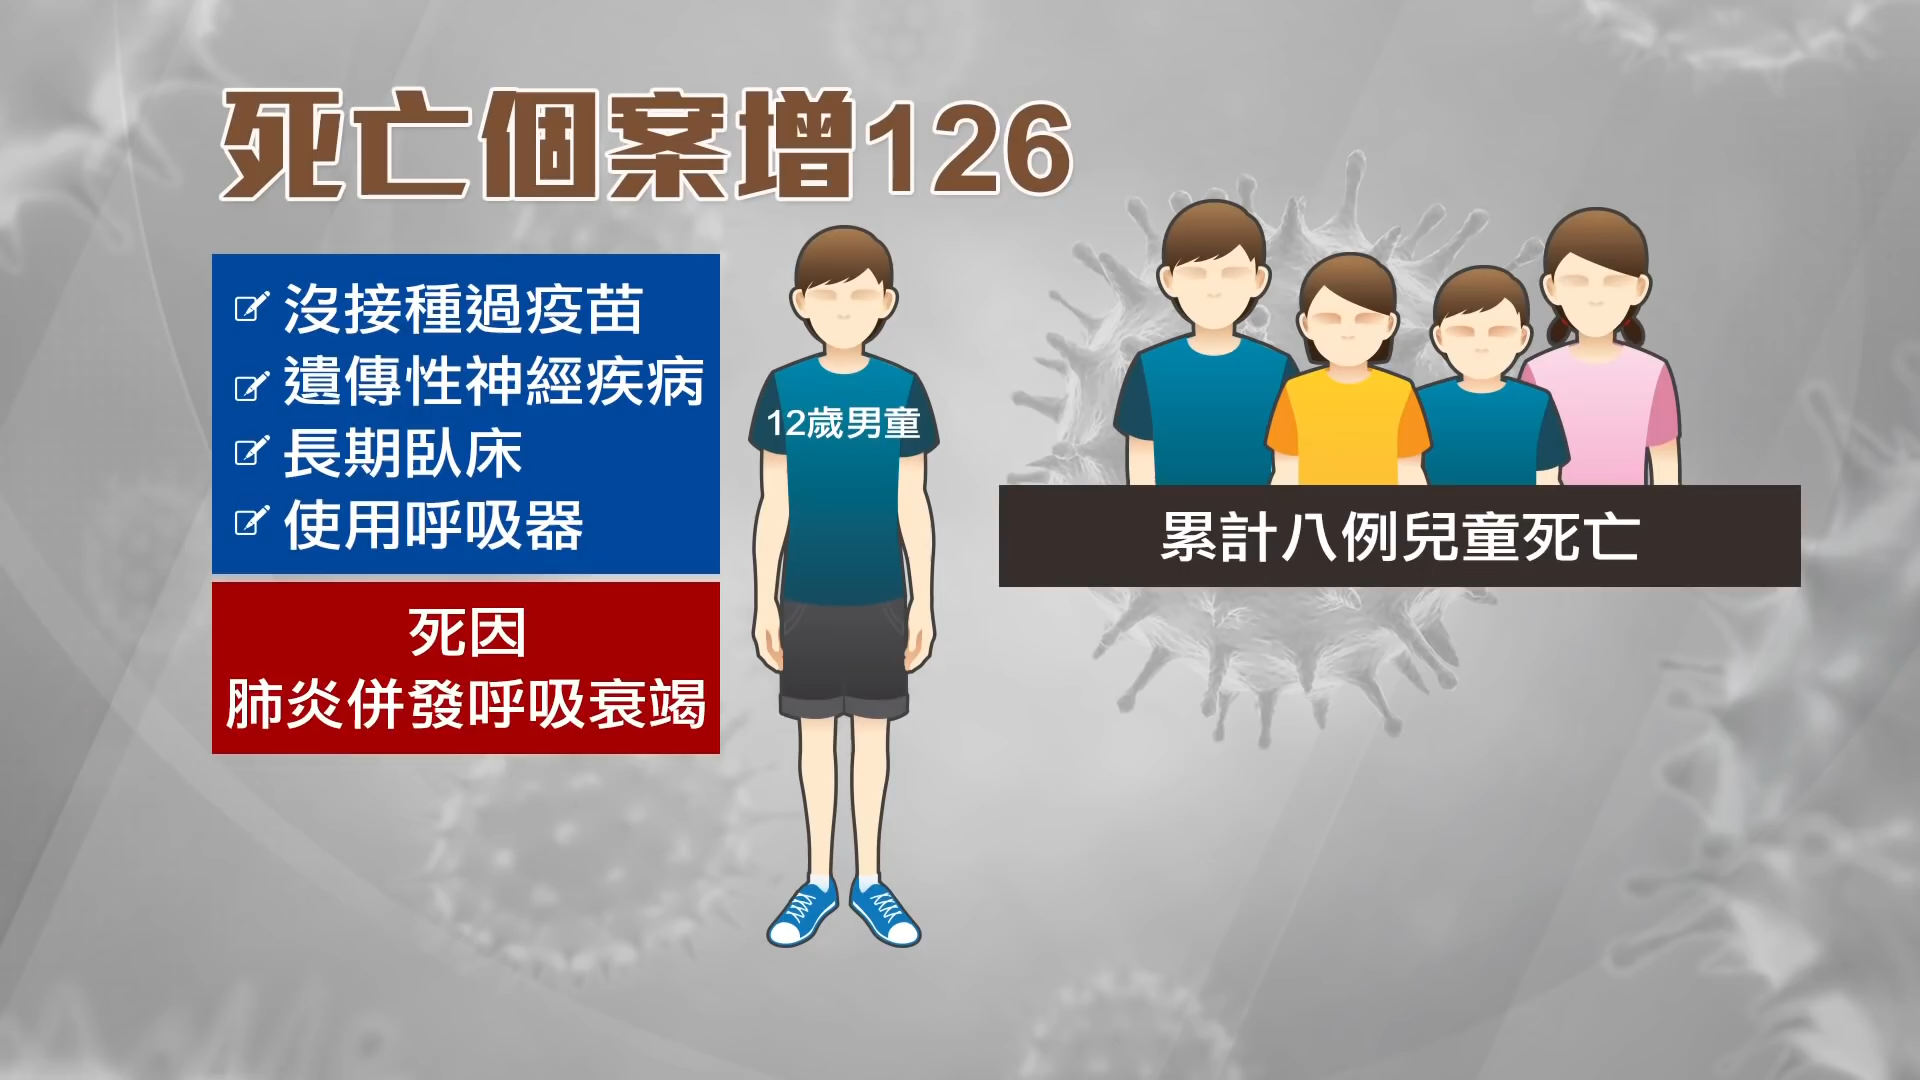 死亡個案增126
沒接種過疫苗
遺傳性神經疾病
長期臥床
使用呼吸器
死因
肺炎併發呼吸衰竭
12歲男童
累計八例兒童死亡